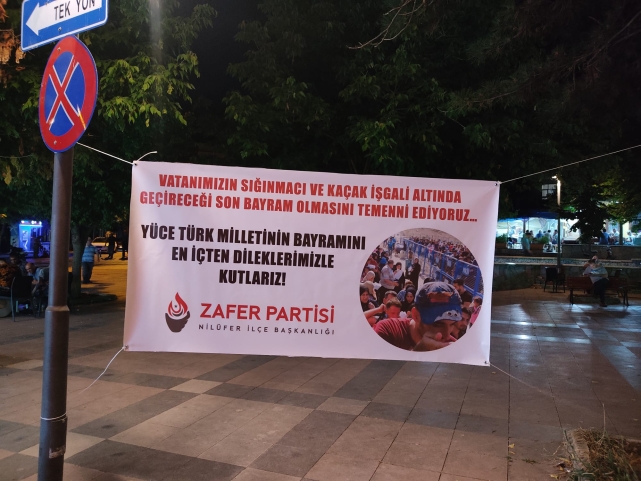 TEK YÖN
VATANIMIZIN SIĞINMACI VE KAÇAK İŞGALİ ALTINDA
GEÇİRECEĞİ SON BAYRAM OLMASINI TEMENNİ EDİYORUZ...
YÜCE TÜRK MİLLETİNİN BAYRAMINI
EN İÇTEN DİLEKLERİMİZLE
KUTLARIZ!
ZAFER PARTİSİ
NİLÜFER İLÇE BAŞKANLIĞI